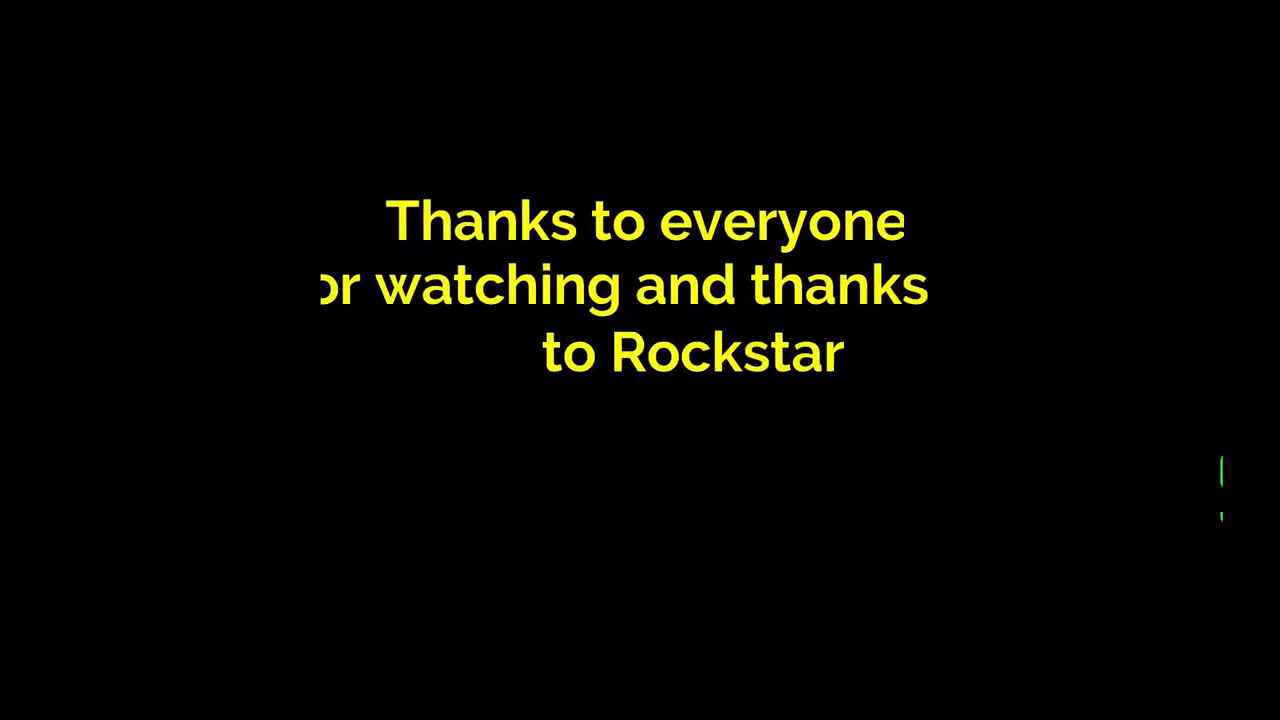 Thanks to everyone
or watching and thanks
to Rockstar